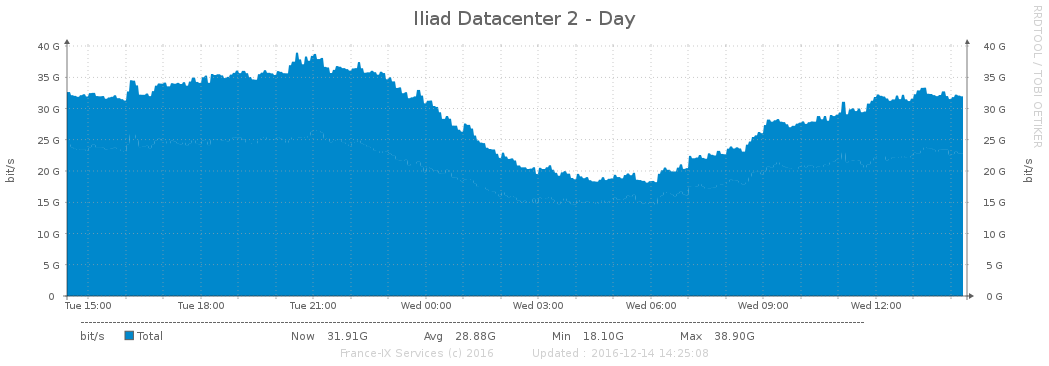 Iliad Datacenter 2 - Day
RRDTOOL / TOBI OETIKER
40 G 40 G
35 G 35 G
30 G 30 G
25 G 25 G
20 G 20 G
15 G 15 G
10 G 10 G
5 G 5 G
0 0 G
bit/s bit/s
Tue 15:00 Tue 18:00 Tue 21:00 Wed 00:00 Wed 03:00 Wed 06:00 Wed 09:00 Wed 12:00
bit/s Total Now 31.91G Avg 28.88G Min 18.10G Max 38.90G
France-IX Services (c) 2016 Updated : 2016-12-14 14:25:08